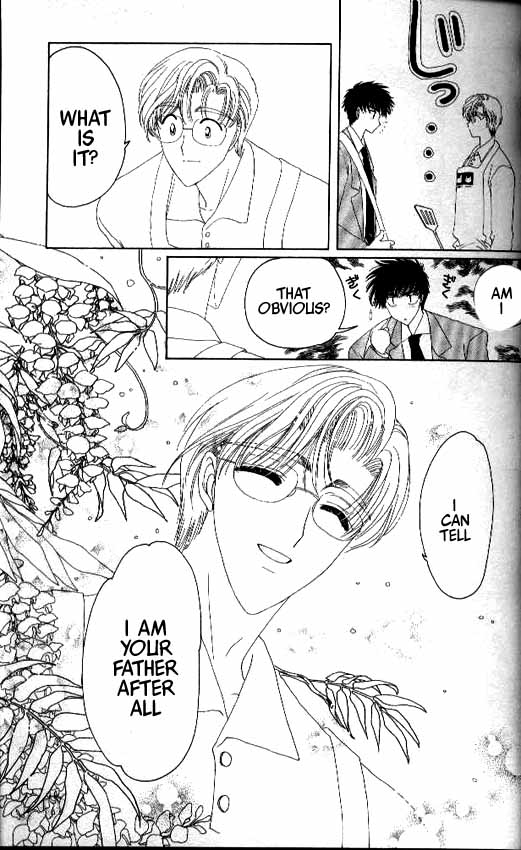 じっ
WHAT
IS
IT?
AM
I
ぎく
ぎく
THAT
OBVIOUS?
I
CAN
TELL
I AM
YOUR
FATHER
AFTER
ALL